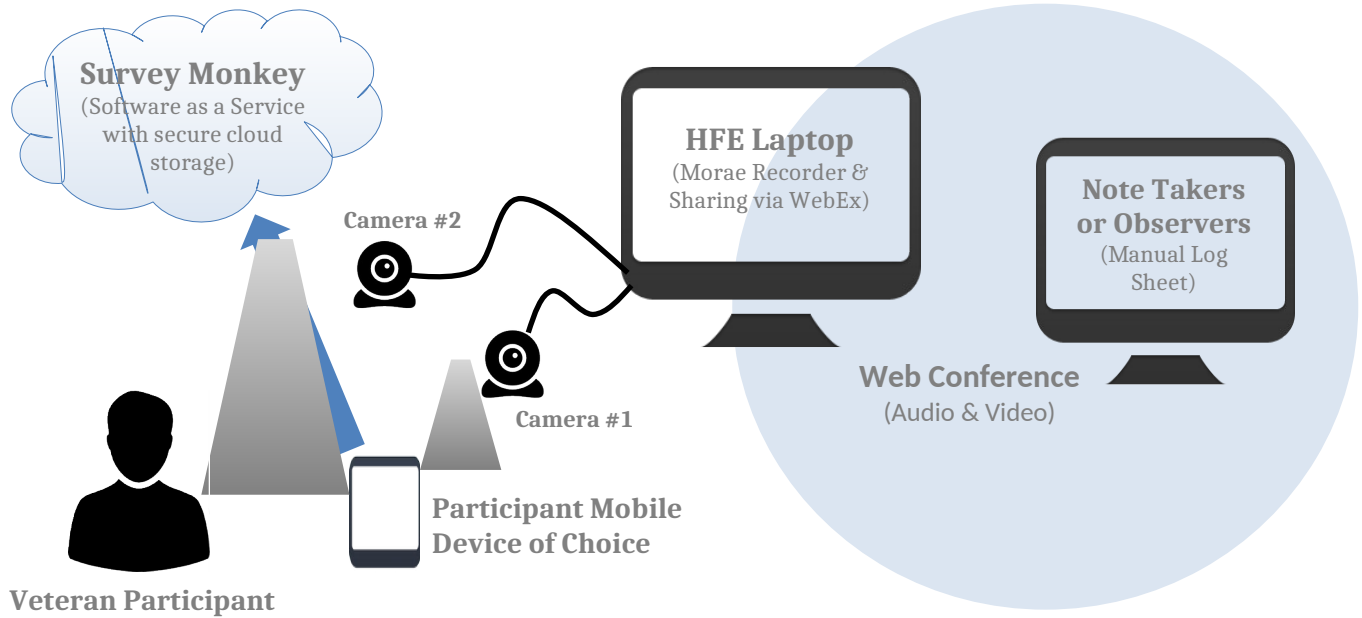 Survey Monkey
(Software as a Service
with secure cloud
storage)
Camera #2
HFE Laptop
(Morae Recorder &
Sharing via WebEx)
Note Takers
or Observers
(Manual Log
Sheet)
Web Conference
(Audio & Video)
Camera #1
Participant Mobile
Device of Choice
Veteran Participant